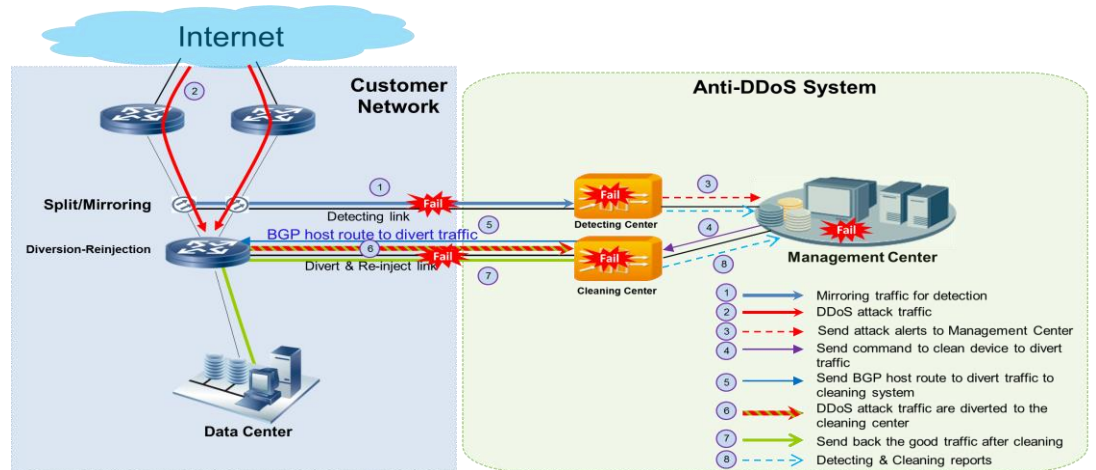 Internet
Customer
Network
Anti-DDoS System
2
1
3
Split/Mirroring
Fail
Fail
Detecting link
Detecting Center
5
4
Fail
BGP host route to divert traffic
Diversion-Reinjection
6
Management Center
Fail
Fail
Divert & Re-inject link
7
8
Cleaning Center
1
Mirroring traffic for detection
2
DDoS attack traffic
3
Send attack alerts to Management Center
4
Send command to clean device to divert
traffic
5
Send BGP host route to divert traffic to
cleaning system
6
DDoS attack traffic are diverted to the
cleaning center
7
Send back the good traffic after cleaning
8
Detecting & Cleaning reports
Data Center